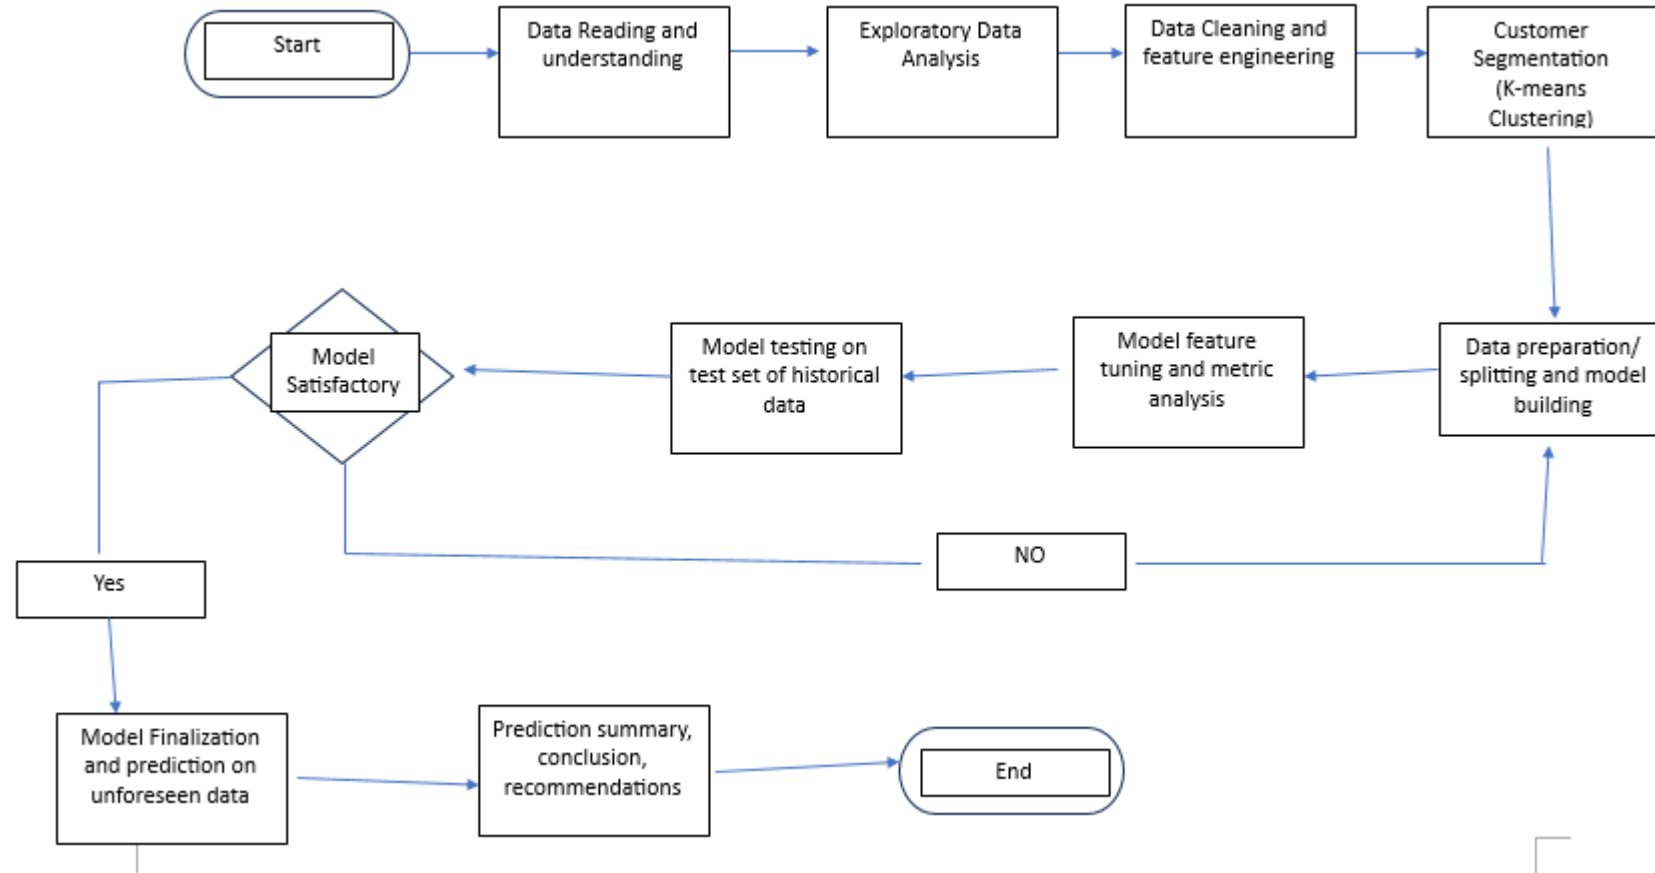 Start
Data Reading and
understanding
Exploratory Data
Analysis
Data Cleaning and
feature engineering
Customer
Segmentation
(K-means
Clustering)
Data preparation/
splitting and model
building
Model feature
tuning and metric
analysis
Model testing on
test set of historical
data
Model
Satisfactory
NO
Yes
Model Finalization
and prediction on
unforeseen data
Prediction summary,
conclusion,
recommendations
End